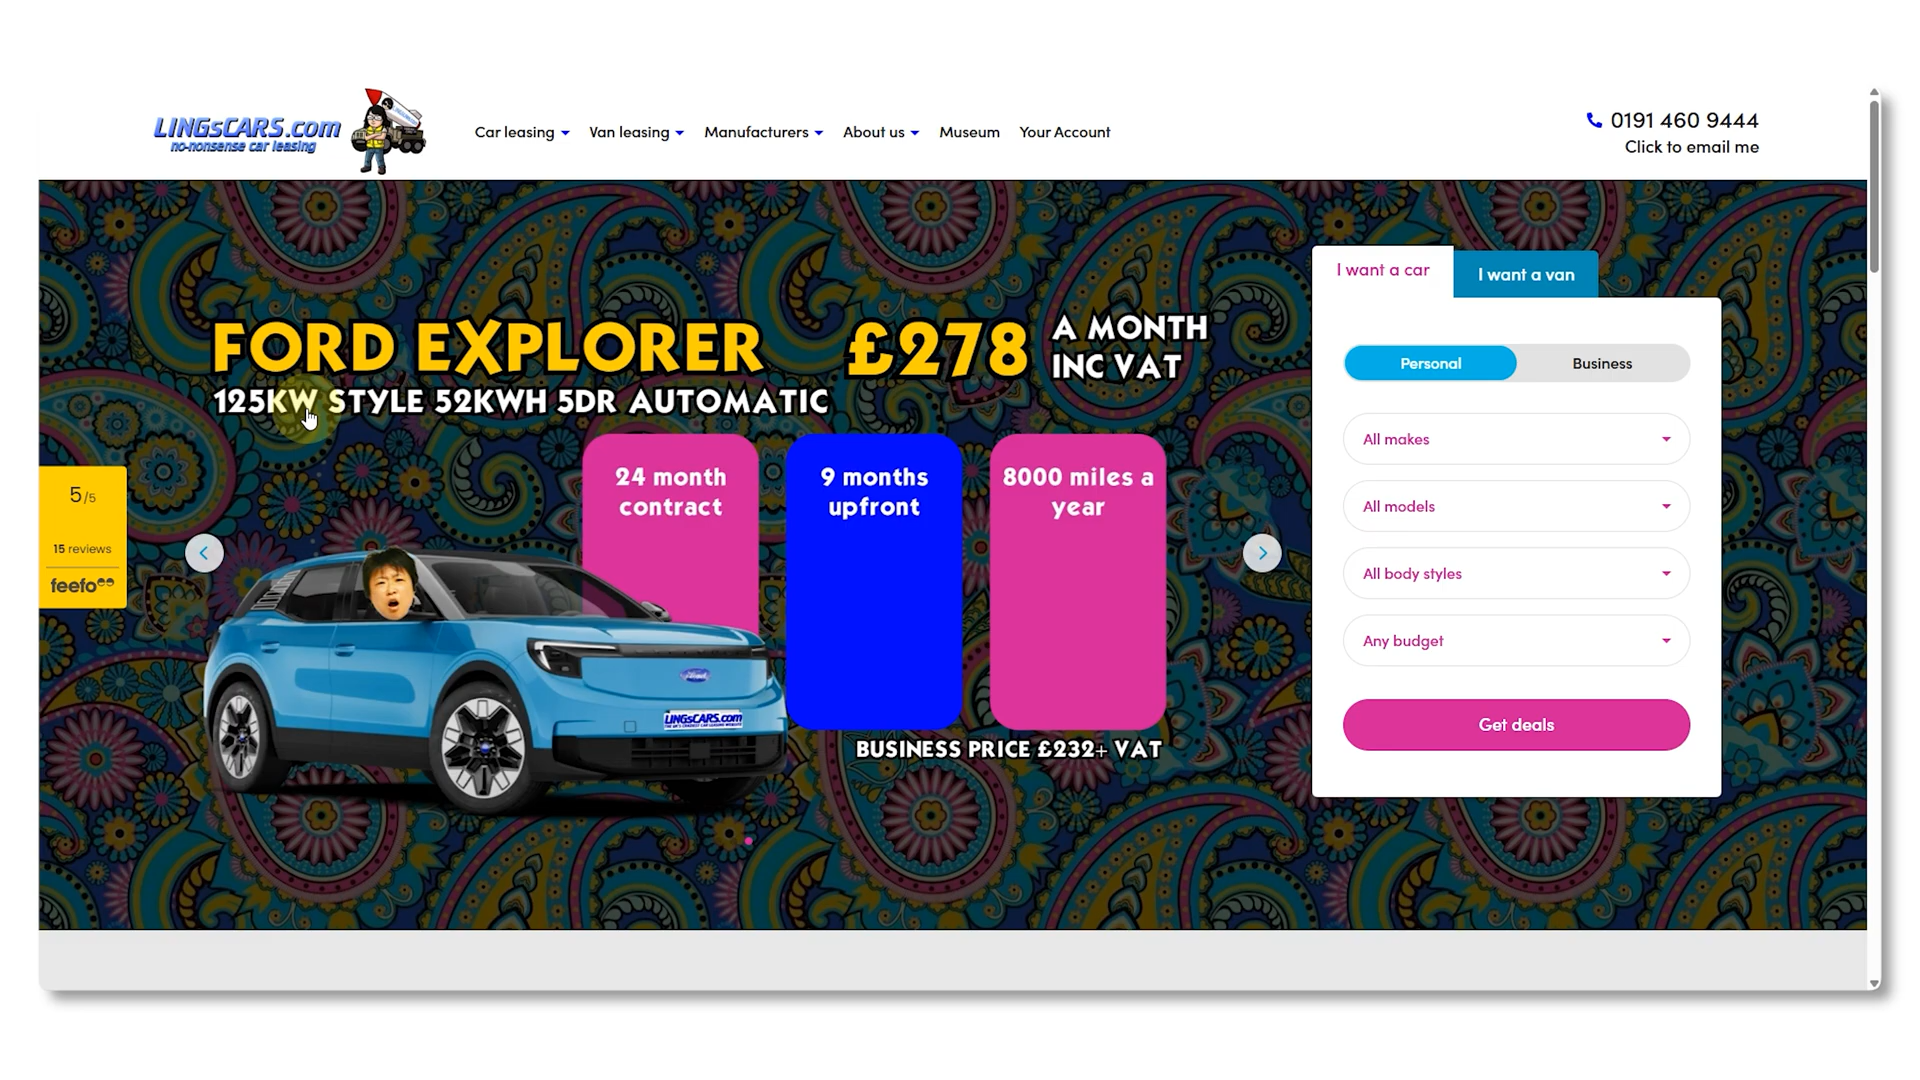 LINGsCARS.com
no-nonsense car leasing
Car leasing
Van leasing
Manufacturers
About us
Museum
Your Account
0191 460 9444
Click to email me
FORD EXPLORER
125KW STYLE 52KWH 5DR AUTOMATIC
£278
A MONTH
INC VAT
24 month
contract
9 months
upfront
8000 miles a
year
BUSINESS PRICE £232+ VAT
5/5
15 reviews
feefo
Ford
LINGsCARS.com
I want a car
I want a van
Personal
Business
All makes
All models
All body styles
Any budget
Get deals